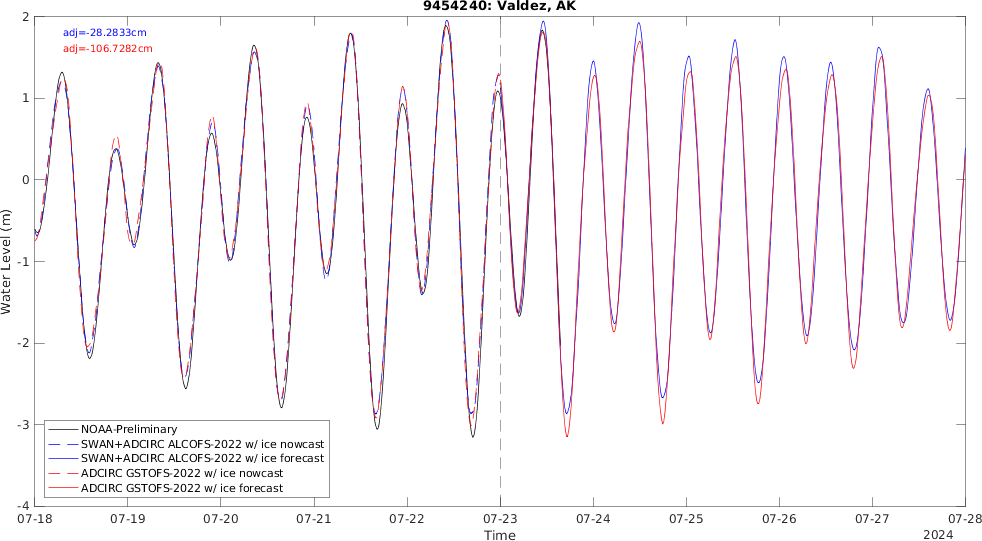 9454240: Valdez, AK
adj=-28.2833cm
adj=-106.7282cm
2
1
0
-1
-2
-3
-4
Water Level (m)
NOAA-Preliminary
SWAN+ADCIRC ALCOFS-2022 w/ ice nowcast
SWAN+ADCIRC ALCOFS-2022 w/ ice forecast
ADCIRC GSTOFS-2022 w/ ice nowcast
ADCIRC GSTOFS-2022 w/ ice forecast
07-18 07-19 07-20 07-21 07-22 07-23 07-24 07-25 07-26 07-27 07-28
Time
2024